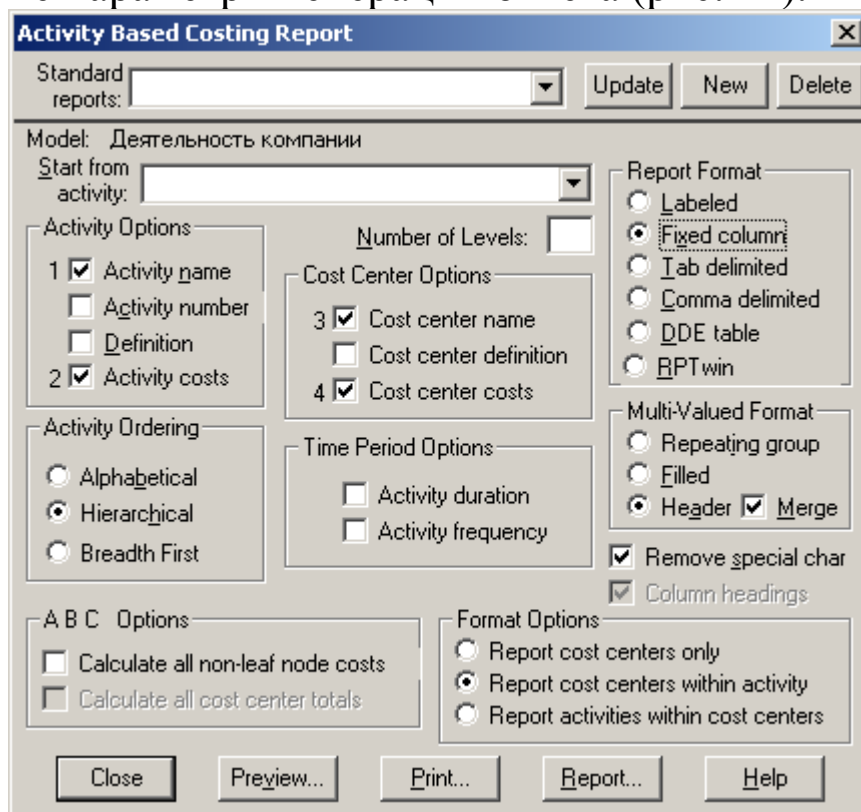 Activity Based Costing Report
Standard reports:
Update New Delete
Model: Деятельность компании
Start from activity:
Number of Levels:
Activity Options
1 Activity name
Activity number
Definition
2 Activity costs
Cost Center Options
3 Cost center name
Cost center definition
4 Cost center costs
Report Format
Labeled
Fixed column
Tab delimited
Comma delimited
DDE table
RPTwin
Activity Ordering
Alphabetical
Hierarchical
Breadth First
Time Period Options
Activity duration
Activity frequency
Multi-Valued Format
Repeating group
Filled
Header Merge
Remove special char
Column headings
A B C Options
Calculate all non-leaf node costs
Calculate all cost center totals
Format Options
Report cost centers only
Report cost centers within activity
Report activities within cost centers
Close Preview... Print... Report... Help